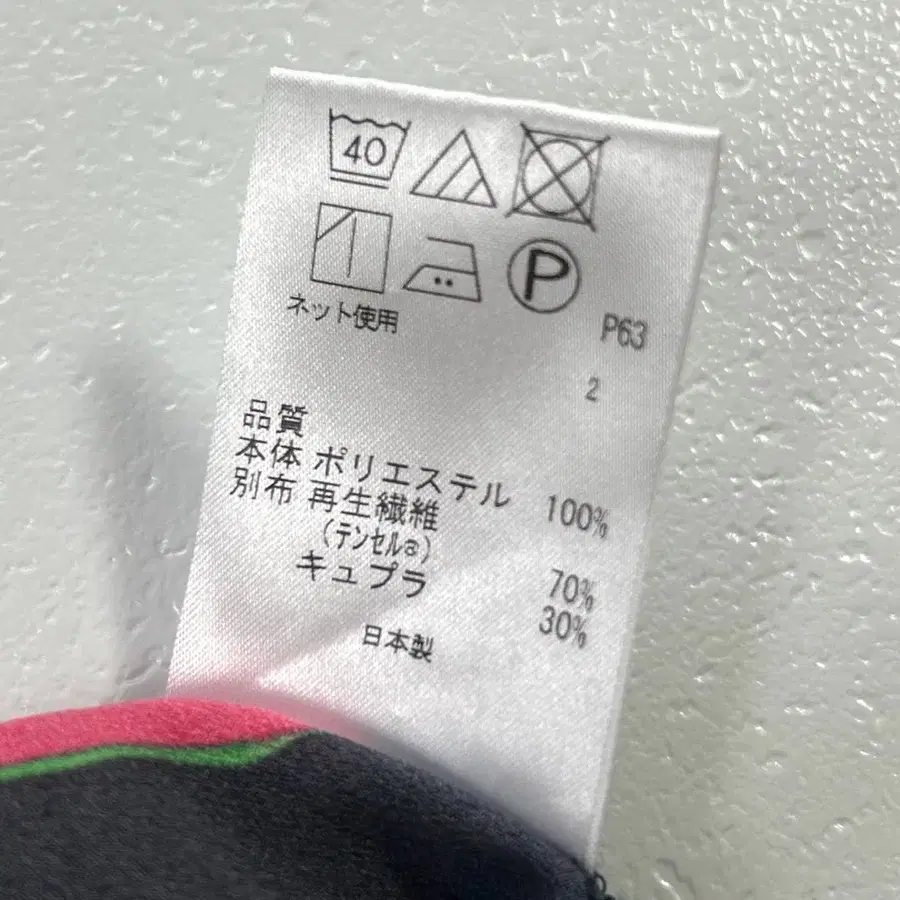 40
P
ネット使用
P63
2
品質
本体 ポリエステル 100%
別布 再生繊維
(テンセル®) 70%
キュプラ 30%
日本製